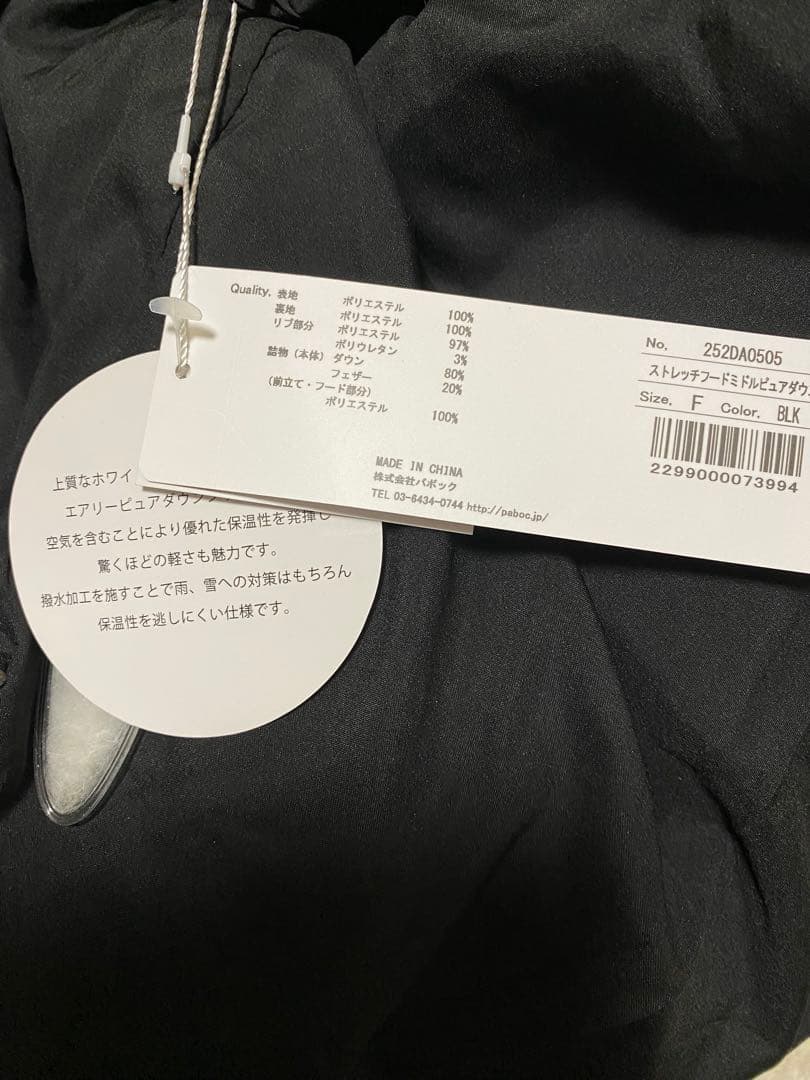 Quality. 表地 ポリエステル 100%
裏地 ポリエステル 100%
リブ部分 ポリエステル 97%
ポリウレタン 3%
詰物（本体）ダウン 80%
フェザー 20%
（前立て・フード部分）
ポリエステル 100%
MADE IN CHINA
株式会社パボック
TEL 03-6434-0744 http://paboc.jp/
No. 252DA0505
ストレッチフードミドルピュアダウン
Size. F Color. BLK
2299000073994
上質なホワイ
エアリーピュアダウン
空気を含むことにより優れた保温性を発揮し
驚くほどの軽さも魅力です。
撥水加工を施すことで雨、雪への対策はもちろん
保温性を逃しにくい仕様です。